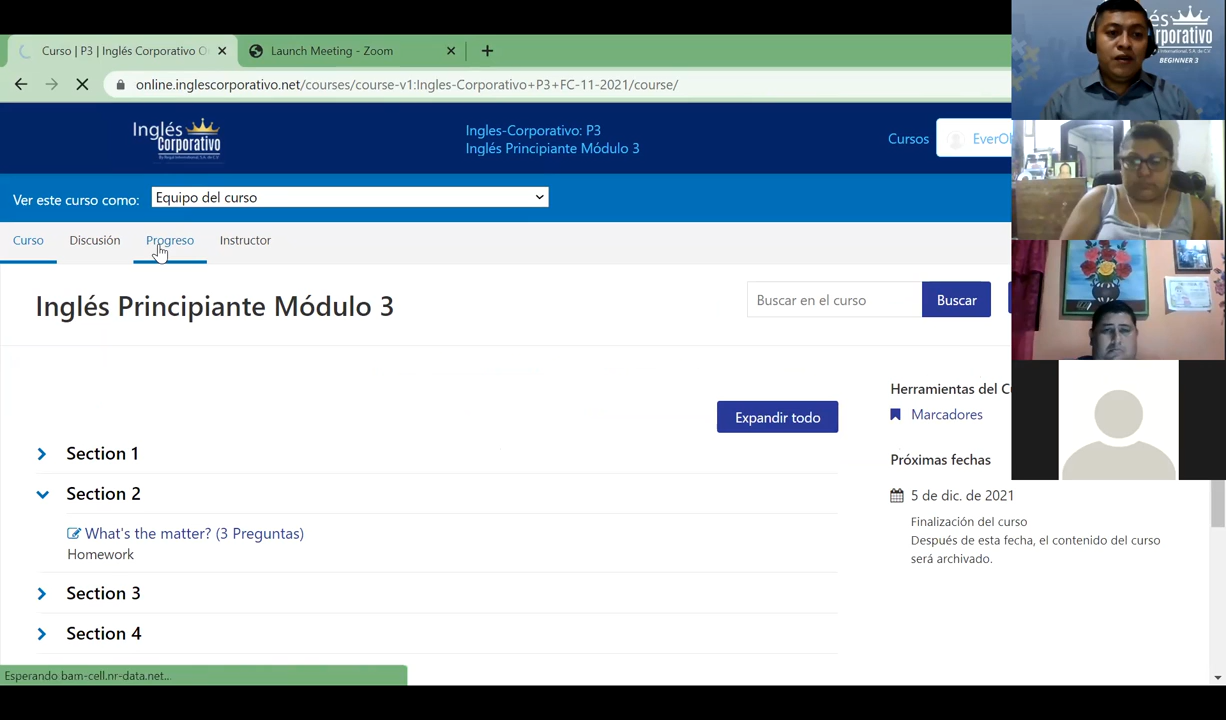 Curso | P3 | Inglés Corporativo O
Launch Meeting - Zoom
online.inglescorporativo.net/courses/course-v1:Ingles-Corporativo+P3+FC-11-2021/course/
Inglés
Corporativo
Ingles-Corporativo: P3
Inglés Principiante Módulo 3
Cursos
EverOl
Ver este curso como:
Equipo del curso
Curso
Discusión
Progreso
Instructor
Inglés Principiante Módulo 3
Buscar en el curso
Buscar
Expandir todo
Section 1
Section 2
What's the matter? (3 Preguntas)
Homework
Section 3
Section 4
Herramientas del C
Marcadores
Próximas fechas
5 de dic. de 2021
Finalización del curso
Después de esta fecha, el contenido del curso
será archivado.
Esperando bam-cell.nr-data.net...
és
rporativo
BEGINNER 3